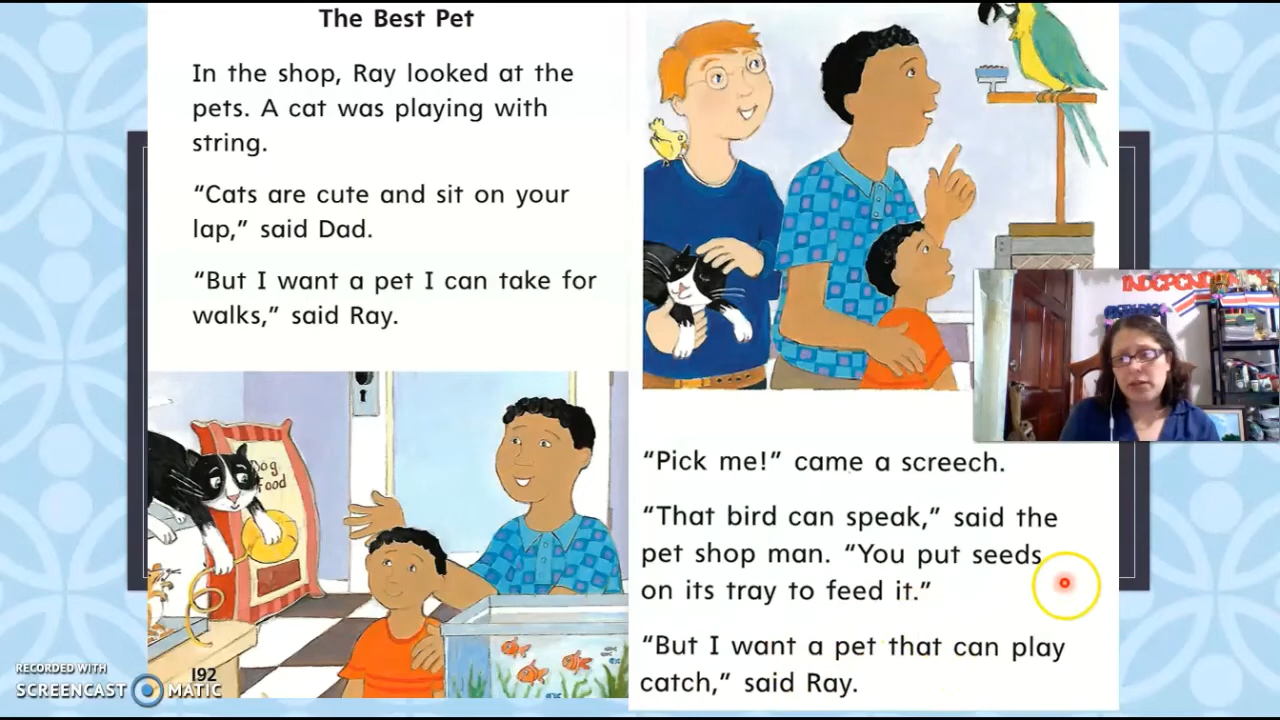 The Best Pet
In the shop, Ray looked at the
pets. A cat was playing with
string.
“Cats are cute and sit on your
lap,” said Dad.
“But I want a pet I can take for
walks,” said Ray.
Dog
Food
192
“Pick me!” came a screech.
“That bird can speak,” said the
pet shop man. “You put seeds
on its tray to feed it.”
“But I want a pet that can play
catch,” said Ray.
RECORDED WITH
SCREENCAST MATIC